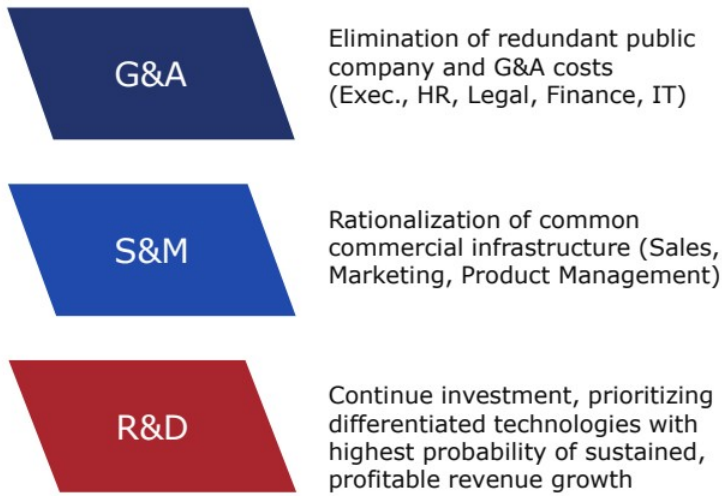 G&A
Elimination of redundant public
company and G&A costs
(Exec., HR, Legal, Finance, IT)
S&M
Rationalization of common
commercial infrastructure (Sales,
Marketing, Product Management)
R&D
Continue investment, prioritizing
differentiated technologies with
highest probability of sustained,
profitable revenue growth